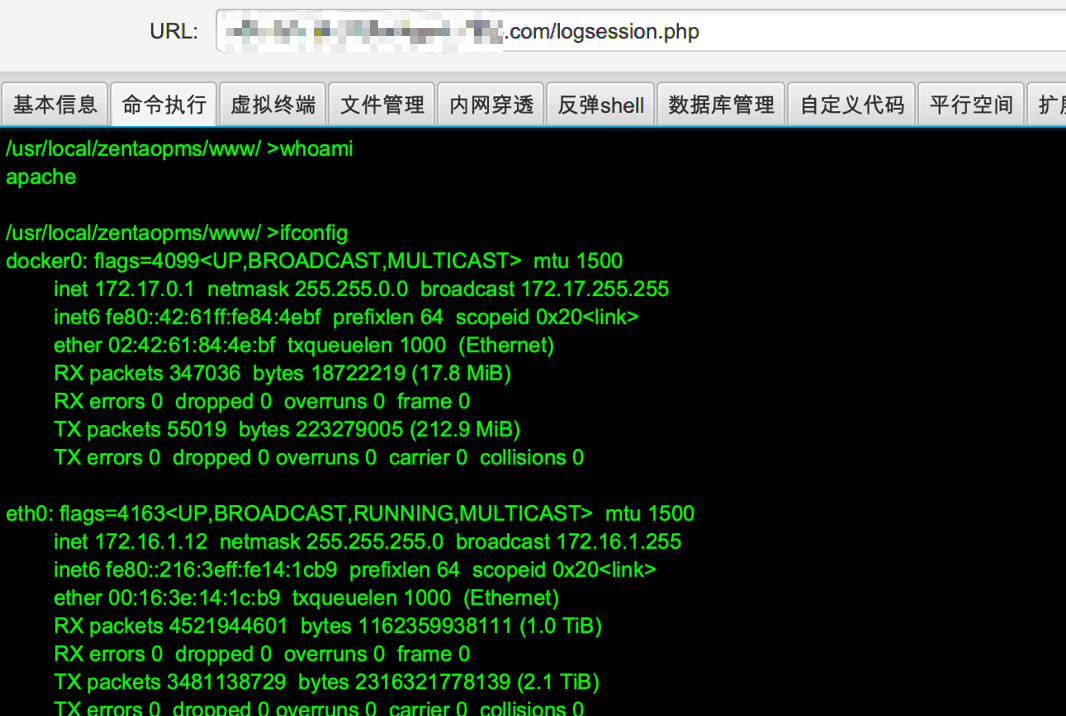 URL: .com/logsession.php
基本信息 命令执行 虚拟终端 文件管理 内网穿透 反弹shell 数据库管理 自定义代码 平行空间
/usr/local/zentaopms/www/ >whoami
apache
/usr/local/zentaopms/www/ >ifconfig
docker0: flags=4099<UP,BROADCAST,MULTICAST> mtu 1500
inet 172.17.0.1 netmask 255.255.0.0 broadcast 172.17.255.255
inet6 fe80::42:61ff:fe84:4ebf prefixlen 64 scopeid 0x20<link>
ether 02:42:61:84:4e:bf txqueuelen 1000 (Ethernet)
RX packets 347036 bytes 18722219 (17.8 MiB)
RX errors 0 dropped 0 overruns 0 frame 0
TX packets 55019 bytes 223279005 (212.9 MiB)
TX errors 0 dropped 0 overruns 0 carrier 0 collisions 0
eth0: flags=4163<UP,BROADCAST,RUNNING,MULTICAST> mtu 1500
inet 172.16.1.12 netmask 255.255.255.0 broadcast 172.16.1.255
inet6 fe80::216:3eff:fe14:1cb9 prefixlen 64 scopeid 0x20<link>
ether 00:16:3e:14:1c:b9 txqueuelen 1000 (Ethernet)
RX packets 4521944601 bytes 1162359938111 (1.0 TiB)
RX errors 0 dropped 0 overruns 0 frame 0
TX packets 3481138729 bytes 2316321778139 (2.1 TiB)
TX errors 0 dropped 0 overruns 0 carrier 0 collisions 0